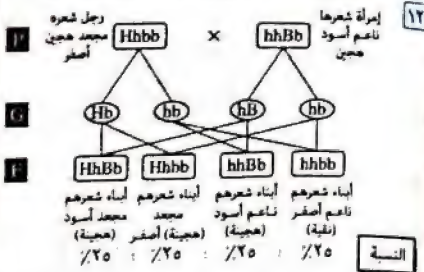 ١٢
رجل شعره
مجعد هجين
أصفر
إمرأة شعرها
ناعم أسود
هجين
P Hhbb × hhBb
G Hb hb hB hb
F HhBb Hhbb hhBb hhbb
أبناء شعرهم
مجعد أسود
(هجينة)
أبناء شعرهم
مجعد
(هجينة) أصفر
أبناء شعرهم
ناعم أسود
(هجينة)
أبناء شعرهم
ناعم أصفر
(نقية)
٪٢٥ : ٪٢٥ : ٪٢٥ : ٪٢٥
النسبة